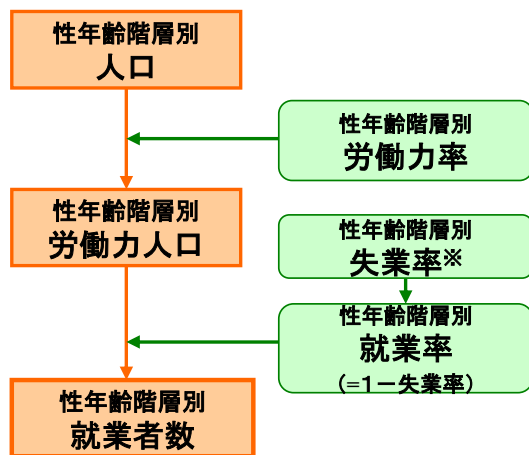 性年齢階層別
人口
性年齢階層別
労働力率
性年齢階層別
労働力人口
性年齢階層別
失業率※
性年齢階層別
就業率
(=1－失業率)
性年齢階層別
就業者数